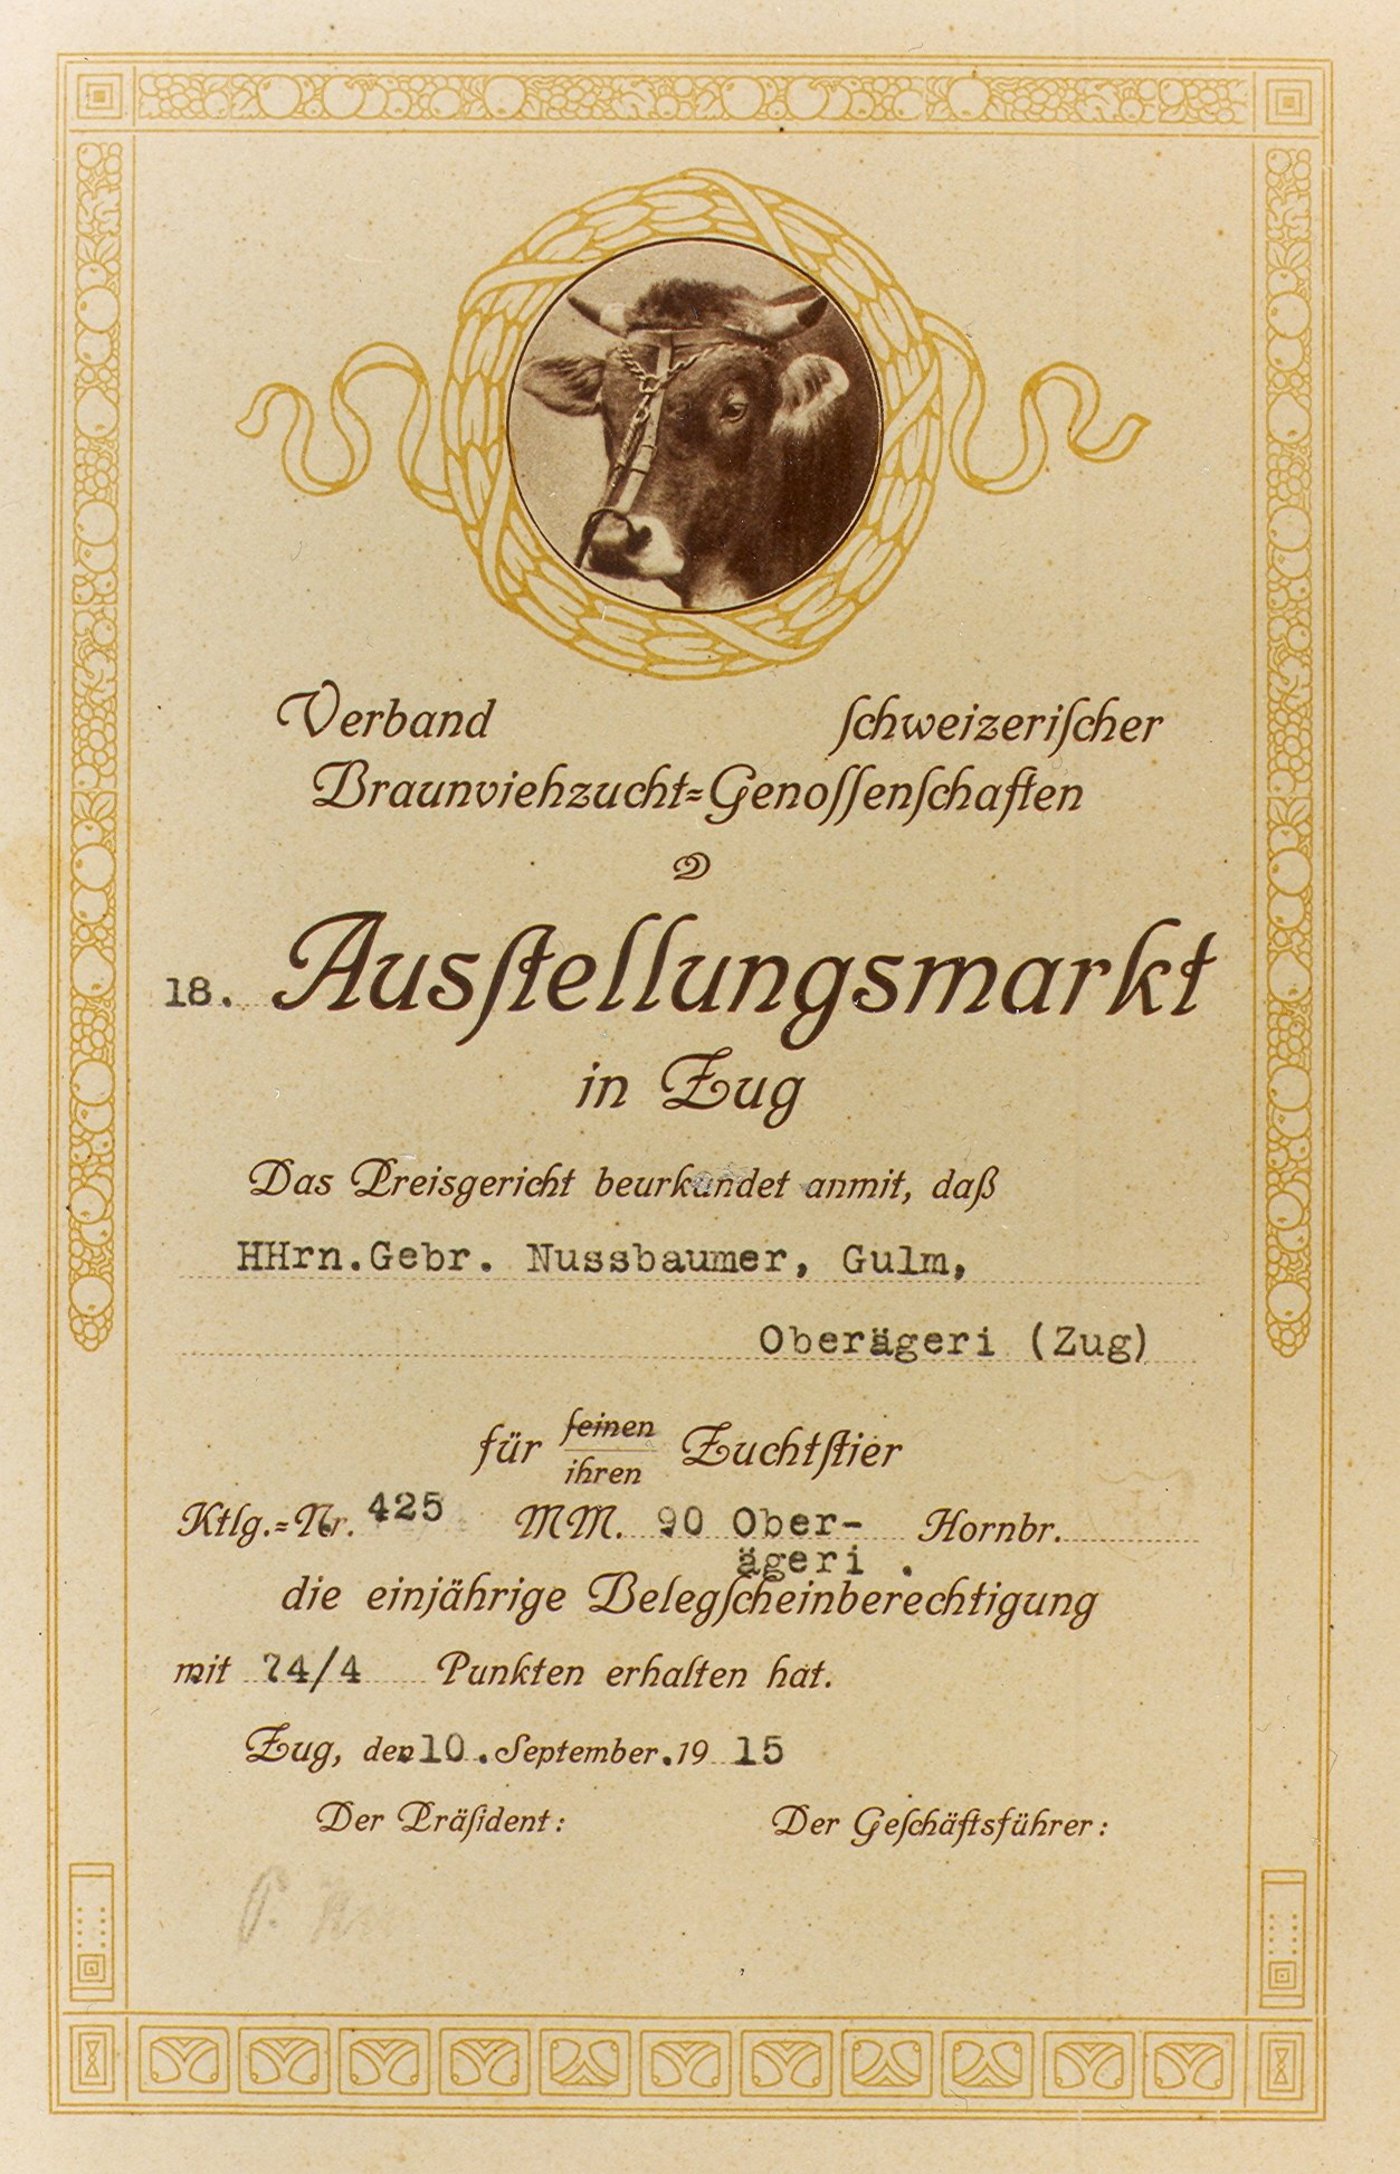 Verband schweizerischer
Braunviehzucht=Genossenschaften
18. Ausstellungsmarkt
in Zug
Das Preisgericht beurkundet anmit, daß
HHrn.Gebr. Nussbaumer, Gulm,
Oberägeri (Zug)
für seinen Zuchtstier
ihren
Ktlg.=Nr. 425 MM. 90 Ober- Hornbr.
ägeri .
die einjährige Belegscheinberechtigung
mit 74/4 Punkten erhalten hat.
Zug, den 10. September 1915
Der Präsident: Der Geschäftsführer: